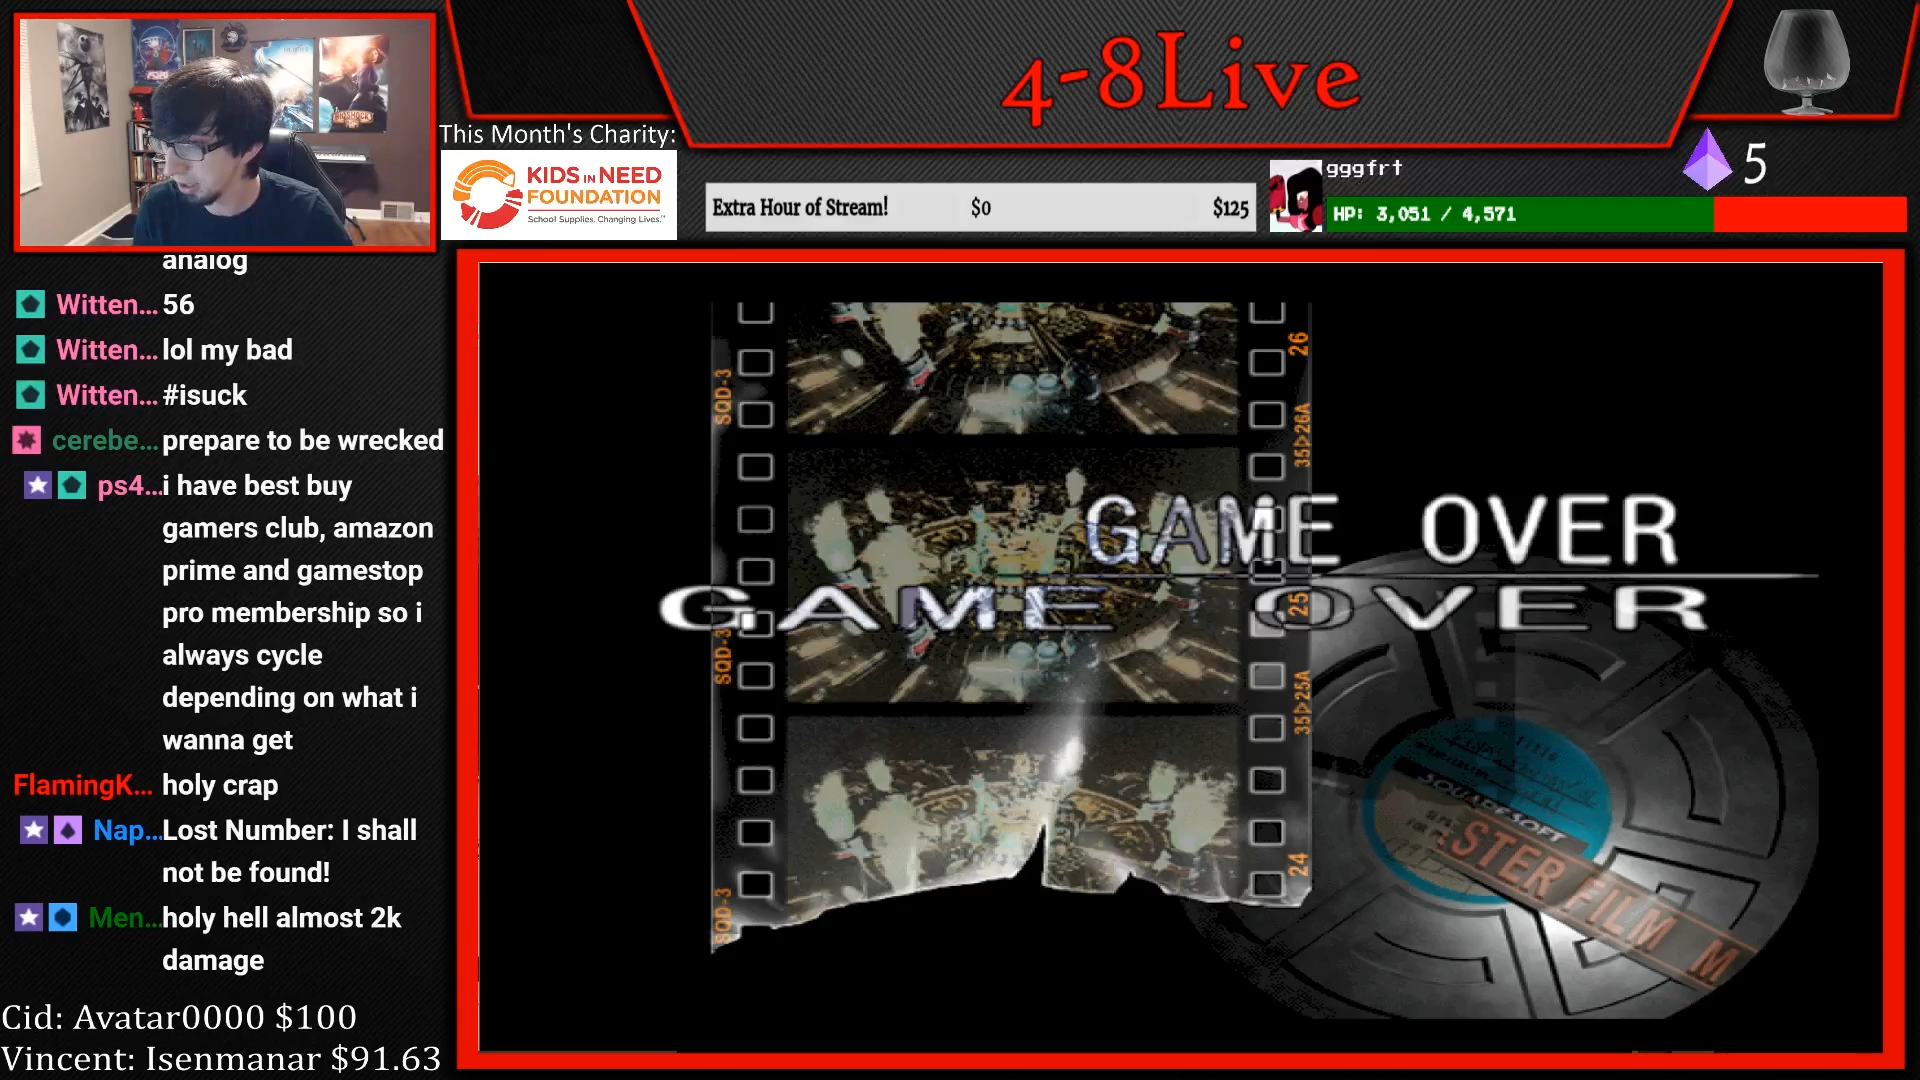 4-8Live
This Month's Charity:
KIDS IN NEED
FOUNDATION
School Supplies. Changing Lives.™
Extra Hour of Stream! $0 $125
gggfrt
5
HP: 3,051 / 4,571
BIOSHOCK
analog
Witten... 56
Witten... lol my bad
Witten... #isuck
cerebe... prepare to be wrecked
ps4... i have best buy
gamers club, amazon
prime and gamestop
pro membership so i
always cycle
depending on what i
wanna get
FlamingK... holy crap
Nap... Lost Number: I shall
not be found!
Men... holy hell almost 2k
damage
Cid: Avatar0000 $100
Vincent: Isenmanar $91.63
SQD-3
SQD-3
SQD-3
26
35▷26A
25
35▷25A
24
GAME OVER
GAME OVER
SQUARESOFT
STER FILM M